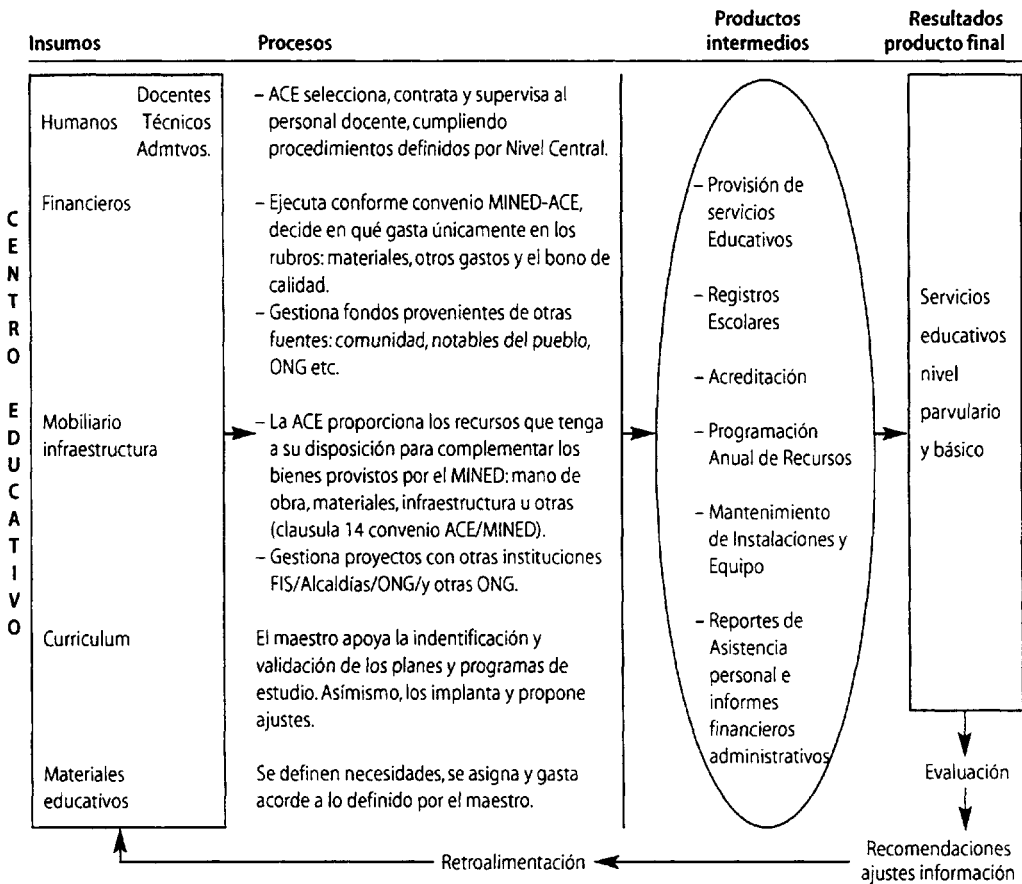 Insumos
Procesos
Productos
intermedios
Resultados
producto final
CENTRO EDUCATIVO
Docentes
Humanos Técnicos
Admtvos.
– ACE selecciona, contrata y supervisa al
personal docente, cumpliendo
procedimientos definidos por Nivel Central.
Financieros
– Ejecuta conforme convenio MINED-ACE,
decide en qué gasta únicamente en los
rubros: materiales, otros gastos y el bono de
calidad.
– Gestiona fondos provenientes de otras
fuentes: comunidad, notables del pueblo,
ONG etc.
Mobiliario
infraestructura
– La ACE proporciona los recursos que tenga
a su disposición para complementar los
bienes provistos por el MINED: mano de
obra, materiales, infraestructura u otras
(clausula 14 convenio ACE/MINED).
– Gestiona proyectos con otras instituciones
FIS/Alcaldías/ONG/y otras ONG.
Curriculum
El maestro apoya la indentificación y
validación de los planes y programas de
estudio. Asímismo, los implanta y propone
ajustes.
Materiales
educativos
Se definen necesidades, se asigna y gasta
acorde a lo definido por el maestro.
– Provisión de
servicios
Educativos
– Registros
Escolares
– Acreditación
– Programación
Anual de Recursos
– Mantenimiento
de Instalaciones y
Equipo
– Reportes de
Asistencia
personal e
informes
financieros
administrativos
Servicios
educativos
nivel
parvulario
y básico
Evaluación
Recomendaciones
ajustes información
Retroalimentación